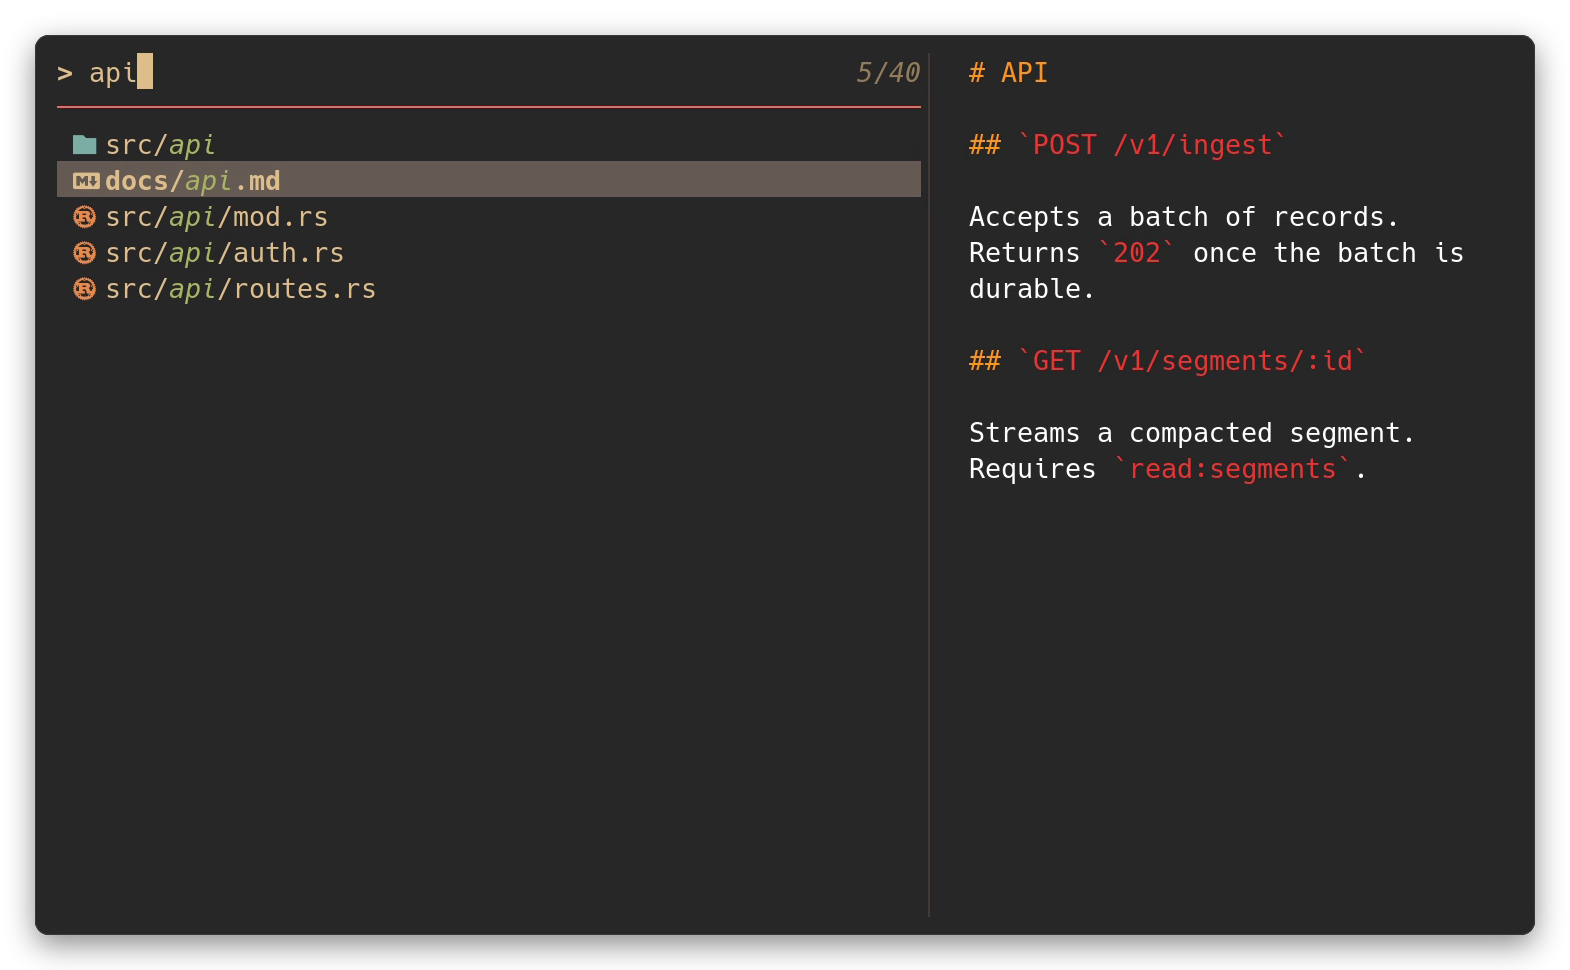 > api 5/40
src/api
docs/api.md
src/api/mod.rs
src/api/auth.rs
src/api/routes.rs
# API
## `POST /v1/ingest`
Accepts a batch of records.
Returns `202` once the batch is
durable.
## `GET /v1/segments/:id`
Streams a compacted segment.
Requires `read:segments`.